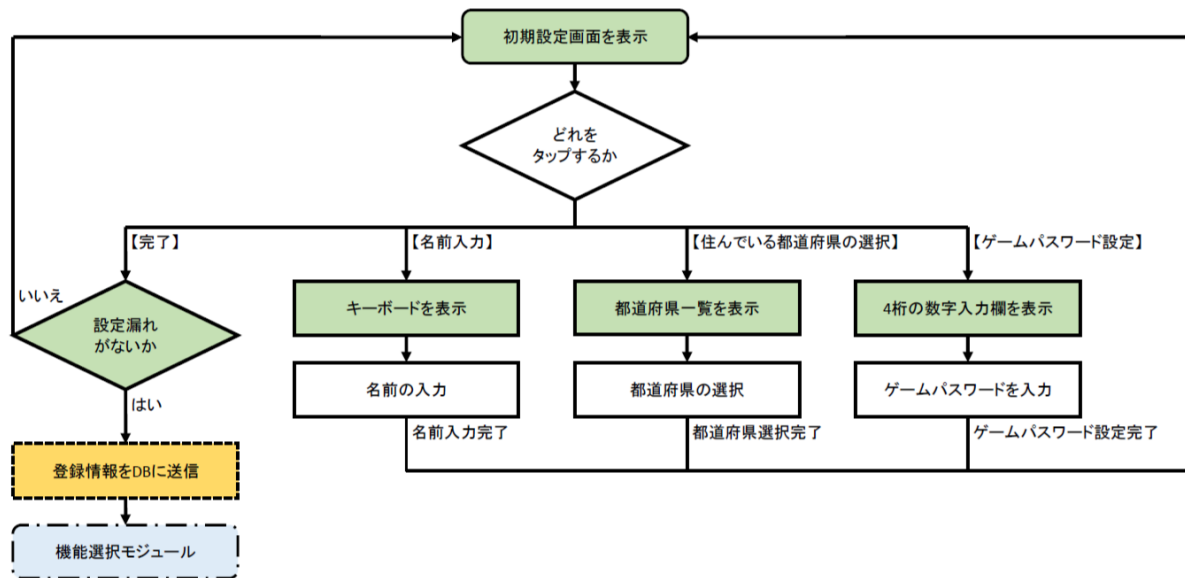 初期設定画面を表示
どれを
タップするか
【完了】
【名前入力】
【住んでいる都道府県の選択】
【ゲームパスワード設定】
いいえ
設定漏れ
がないか
キーボードを表示
都道府県一覧を表示
4桁の数字入力欄を表示
名前の入力
都道府県の選択
ゲームパスワードを入力
はい
名前入力完了
都道府県選択完了
ゲームパスワード設定完了
登録情報をDBに送信
機能選択モジュール